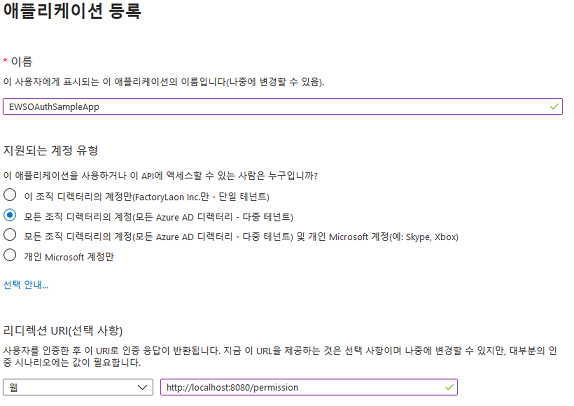 애플리케이션 등록
* 이름
이 사용자에게 표시되는 이 애플리케이션의 이름입니다(나중에 변경할 수 있음).
EWSOAuthSampleApp
지원되는 계정 유형
이 애플리케이션을 사용하거나 이 API에 액세스할 수 있는 사람은 누구입니까?
이 조직 디렉터리의 계정만(FactoryLaon Inc.만 - 단일 테넌트)
모든 조직 디렉터리의 계정(모든 Azure AD 디렉터리 - 다중 테넌트)
모든 조직 디렉터리의 계정(모든 Azure AD 디렉터리 - 다중 테넌트) 및 개인 Microsoft 계정(예: Skype, Xbox)
개인 Microsoft 계정만
선택 안내...
리디렉션 URI(선택 사항)
사용자를 인증한 후 이 URI로 인증 응답이 반환됩니다. 지금 이 URL을 제공하는 것은 선택 사항이며 나중에 변경할 수 있지만, 대부분의 인
증 시나리오에는 값이 필요합니다.
웹 http://localhost:8080/permission